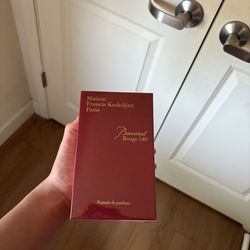 Maison
Francis Kurkdjian
Paris
Baccarat
Rouge 540
Extrait de parfum